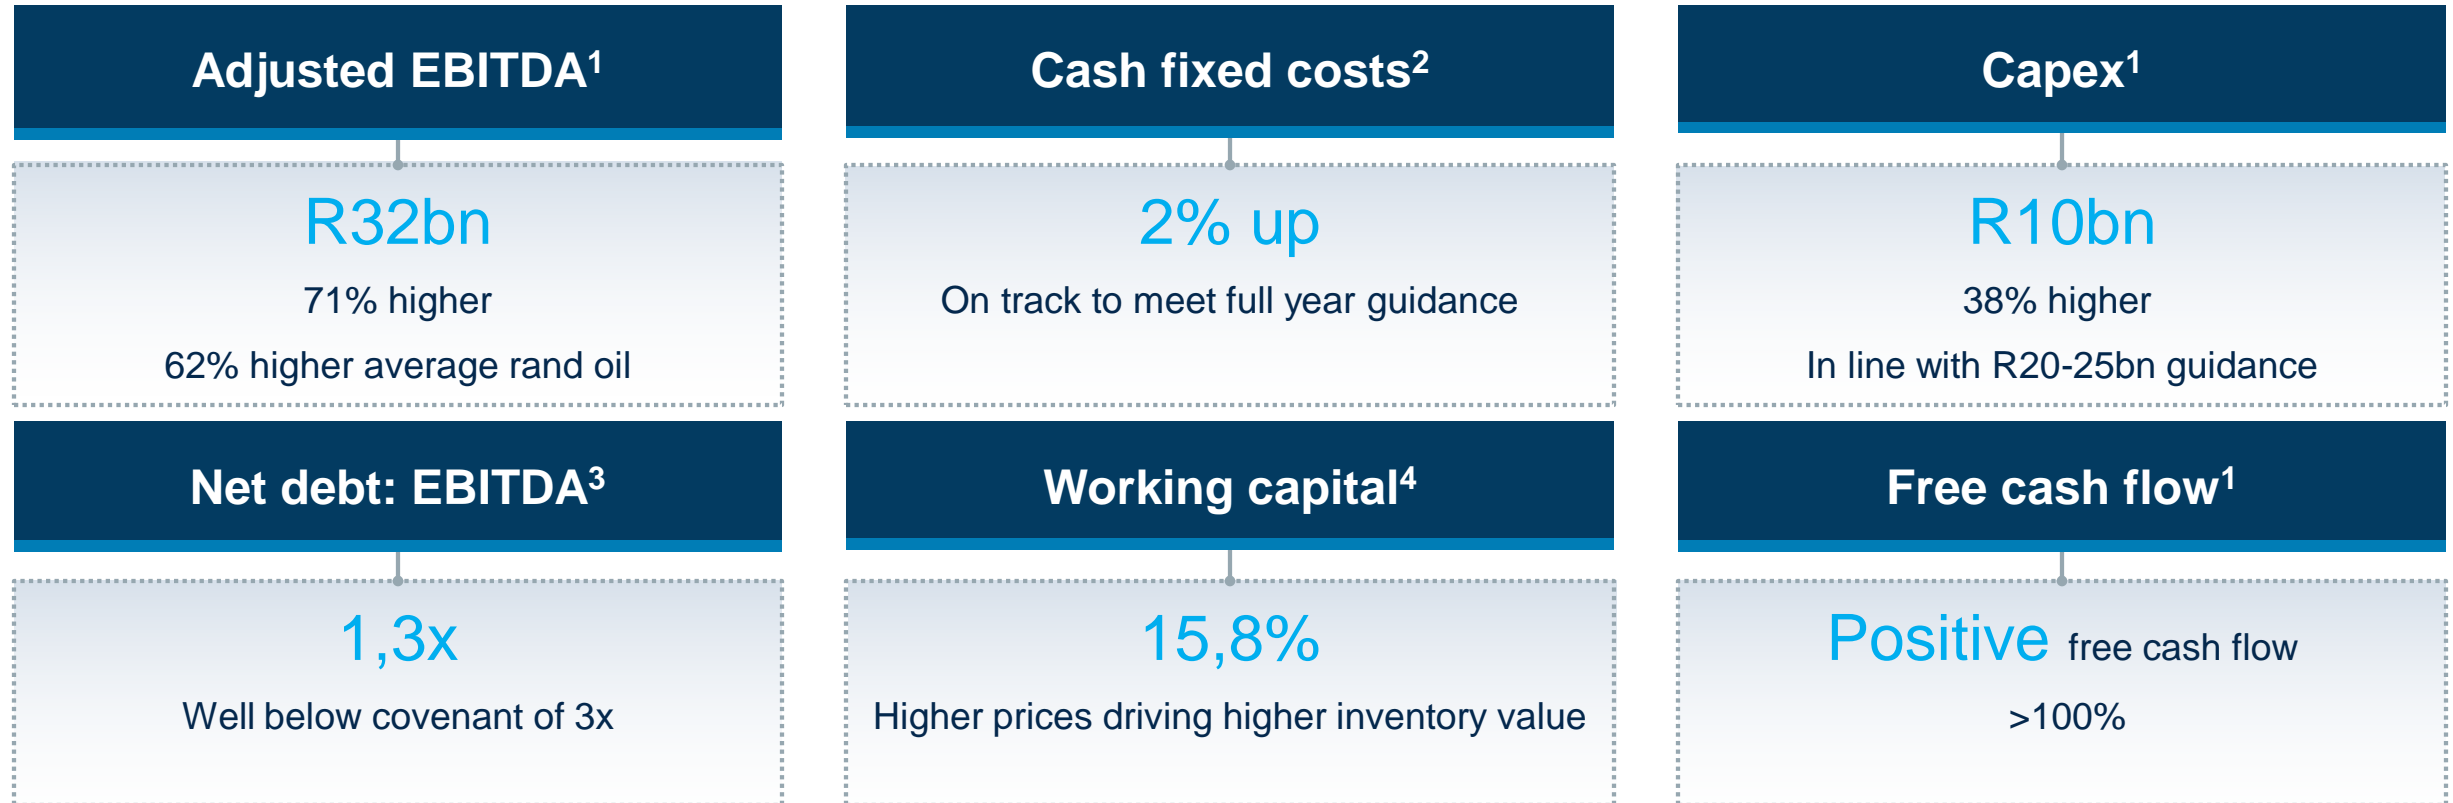 Adjusted EBITDA¹
R32bn
71% higher
62% higher average rand oil
Cash fixed costs²
2% up
On track to meet full year guidance
Capex¹
R10bn
38% higher
In line with R20-25bn guidance
Net debt: EBITDA³
1,3x
Well below covenant of 3x
Working capital⁴
15,8%
Higher prices driving higher inventory value
Free cash flow¹
Positive free cash flow
>100%